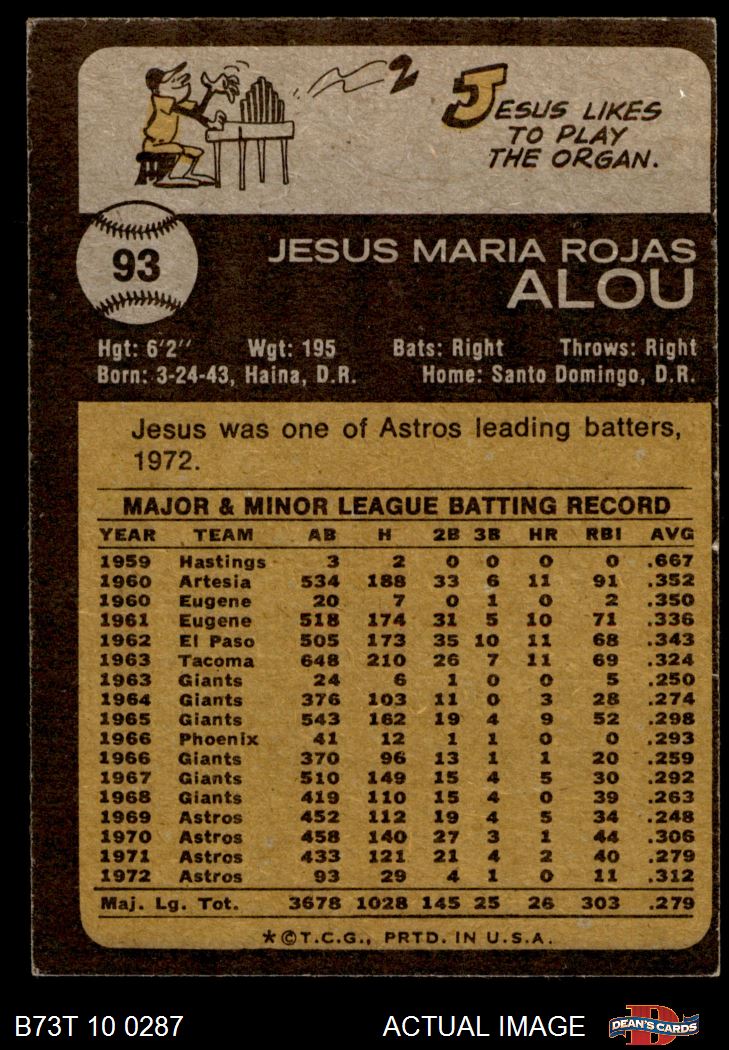 2
JESUS LIKES
TO PLAY
THE ORGAN.
93
JESUS MARIA ROJAS
ALOU
Hgt: 6'2'' Wgt: 195 Bats: Right Throws: Right
Born: 3-24-43, Haina, D.R. Home: Santo Domingo, D.R.
Jesus was one of Astros leading batters,
1972.
MAJOR & MINOR LEAGUE BATTING RECORD
YEAR TEAM AB H 2B 3B HR RBI AVG
1959 Hastings 3 2 0 0 0 0 .667
1960 Artesia 534 188 33 6 11 91 .352
1960 Eugene 20 7 0 1 0 2 .350
1961 Eugene 518 174 31 5 10 71 .336
1962 El Paso 505 173 35 10 11 68 .343
1963 Tacoma 648 210 26 7 11 69 .324
1963 Giants 24 6 1 0 0 5 .250
1964 Giants 376 103 11 0 3 28 .274
1965 Giants 543 162 19 4 9 52 .298
1966 Phoenix 41 12 1 1 0 0 .293
1966 Giants 370 96 13 1 1 20 .259
1967 Giants 510 149 15 4 5 30 .292
1968 Giants 419 110 15 4 0 39 .263
1969 Astros 452 112 19 4 5 34 .248
1970 Astros 458 140 27 3 1 44 .306
1971 Astros 433 121 21 4 2 40 .279
1972 Astros 93 29 4 1 0 11 .312
Maj. Lg. Tot. 3678 1028 145 25 26 303 .279
*©T.C.G., PRTD. IN U.S.A.
B73T 10 0287 ACTUAL IMAGE D DEAN'S CARDS